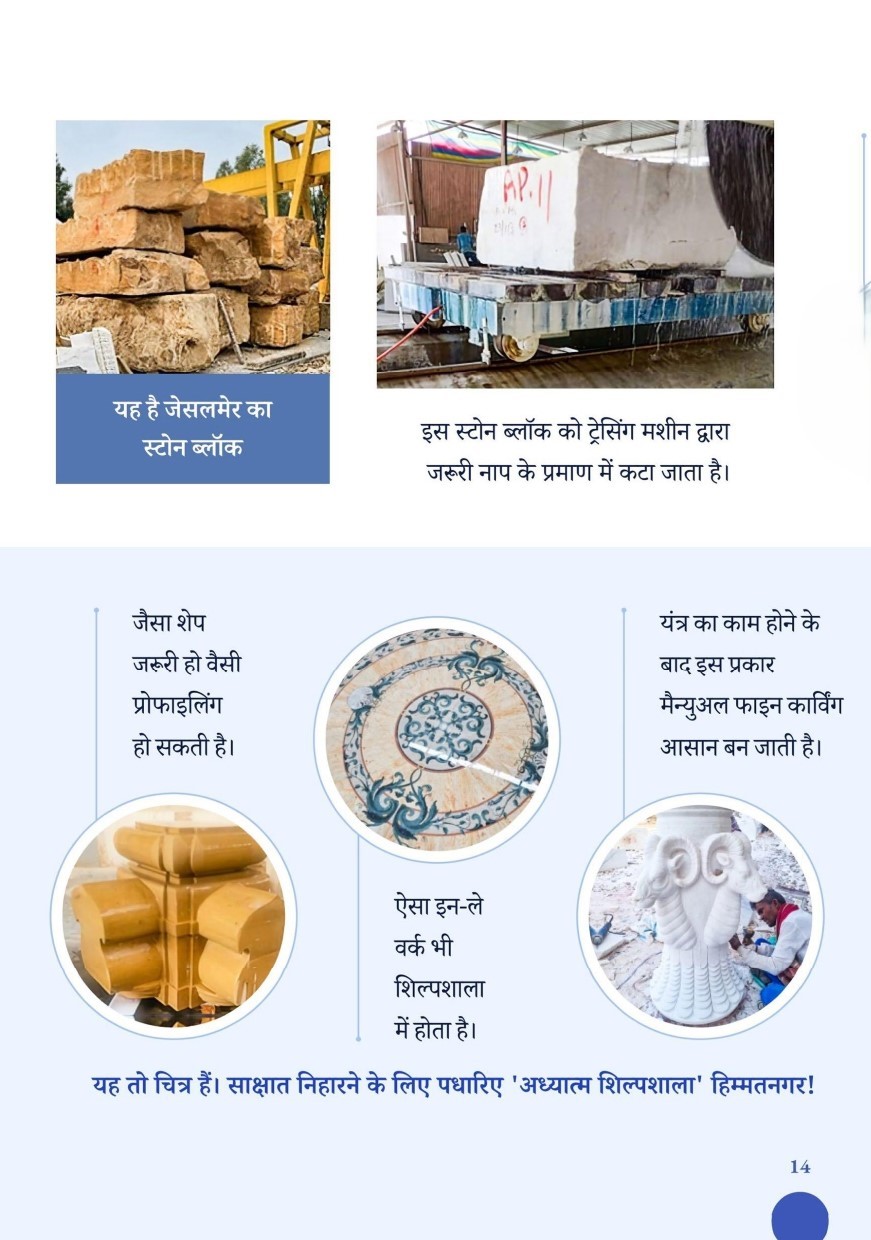 AP.11
यह है जेसलमेर का
स्टोन ब्लॉक
इस स्टोन ब्लॉक को ट्रेसिंग मशीन द्वारा
जरूरी नाप के प्रमाण में कटा जाता है।
जैसा शेप
जरूरी हो वैसी
प्रोफाइलिंग
हो सकती है।
ऐसा इन-ले
वर्क भी
शिल्पशाला
में होता है।
यंत्र का काम होने के
बाद इस प्रकार
मैन्युअल फाइन कार्विंग
आसान बन जाती है।
यह तो चित्र हैं। साक्षात निहारने के लिए पधारिए 'अध्यात्म शिल्पशाला' हिम्मतनगर!
14